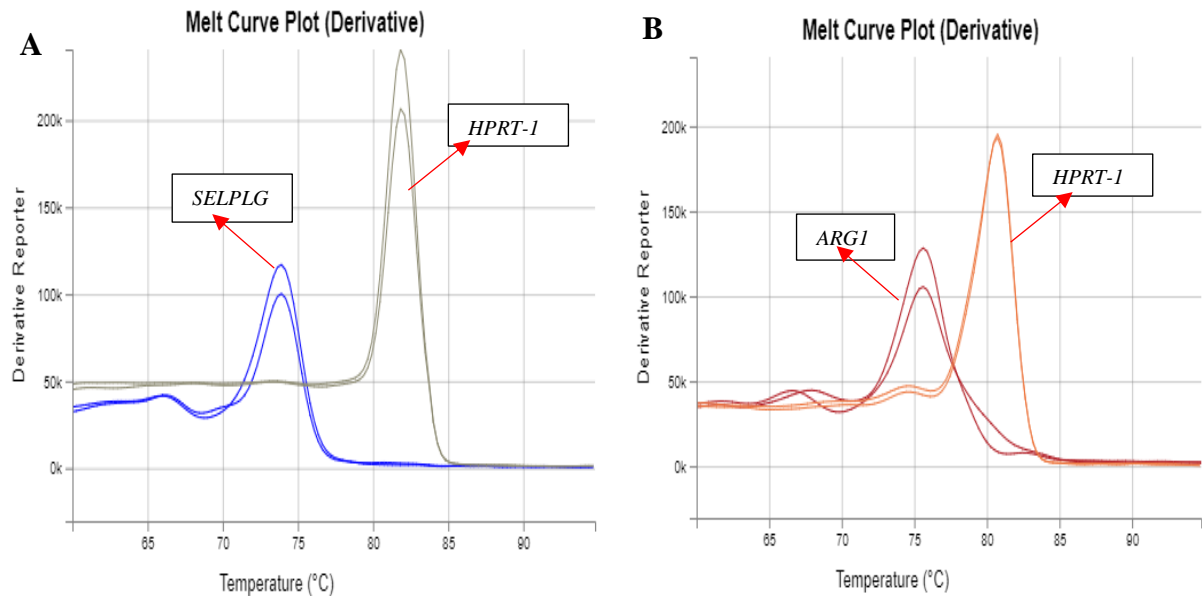 A
Melt Curve Plot (Derivative)
200k
150k
100k
50k
0k
Derivative Reporter
HPRT-1
SELPLG
65 70 75 80 85 90
Temperature (°C)
B
Melt Curve Plot (Derivative)
200k
150k
100k
50k
0k
Derivative Reporter
HPRT-1
ARG1
65 70 75 80 85 90
Temperature (°C)